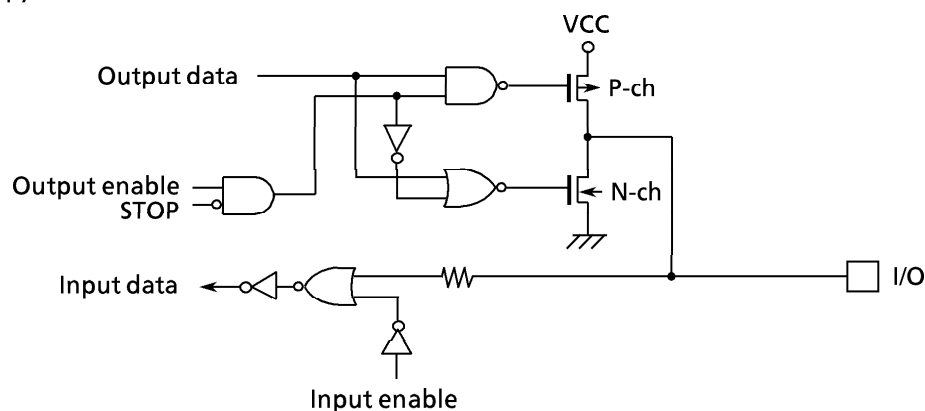 VCC
Output data
P-ch
Output enable
STOP
N-ch
Input data
I/O
Input enable